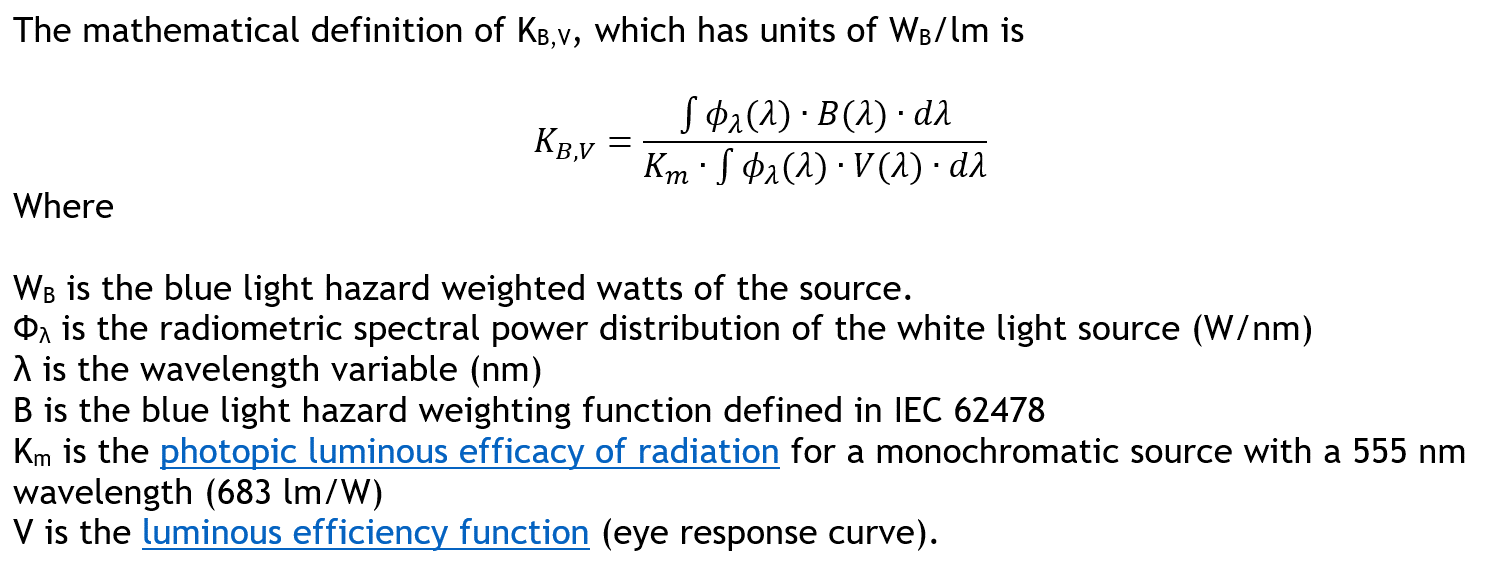 The mathematical definition of K_B,V, which has units of W_B/lm is
K_B,V = ∫ ϕ_λ(λ) · B(λ) · dλ / K_m · ∫ ϕ_λ(λ) · V(λ) · dλ
Where
W_B is the blue light hazard weighted watts of the source.
Φ_λ is the radiometric spectral power distribution of the white light source (W/nm)
λ is the wavelength variable (nm)
B is the blue light hazard weighting function defined in IEC 62478
K_m is the photopic luminous efficacy of radiation for a monochromatic source with a 555 nm
wavelength (683 lm/W)
V is the luminous efficiency function (eye response curve).